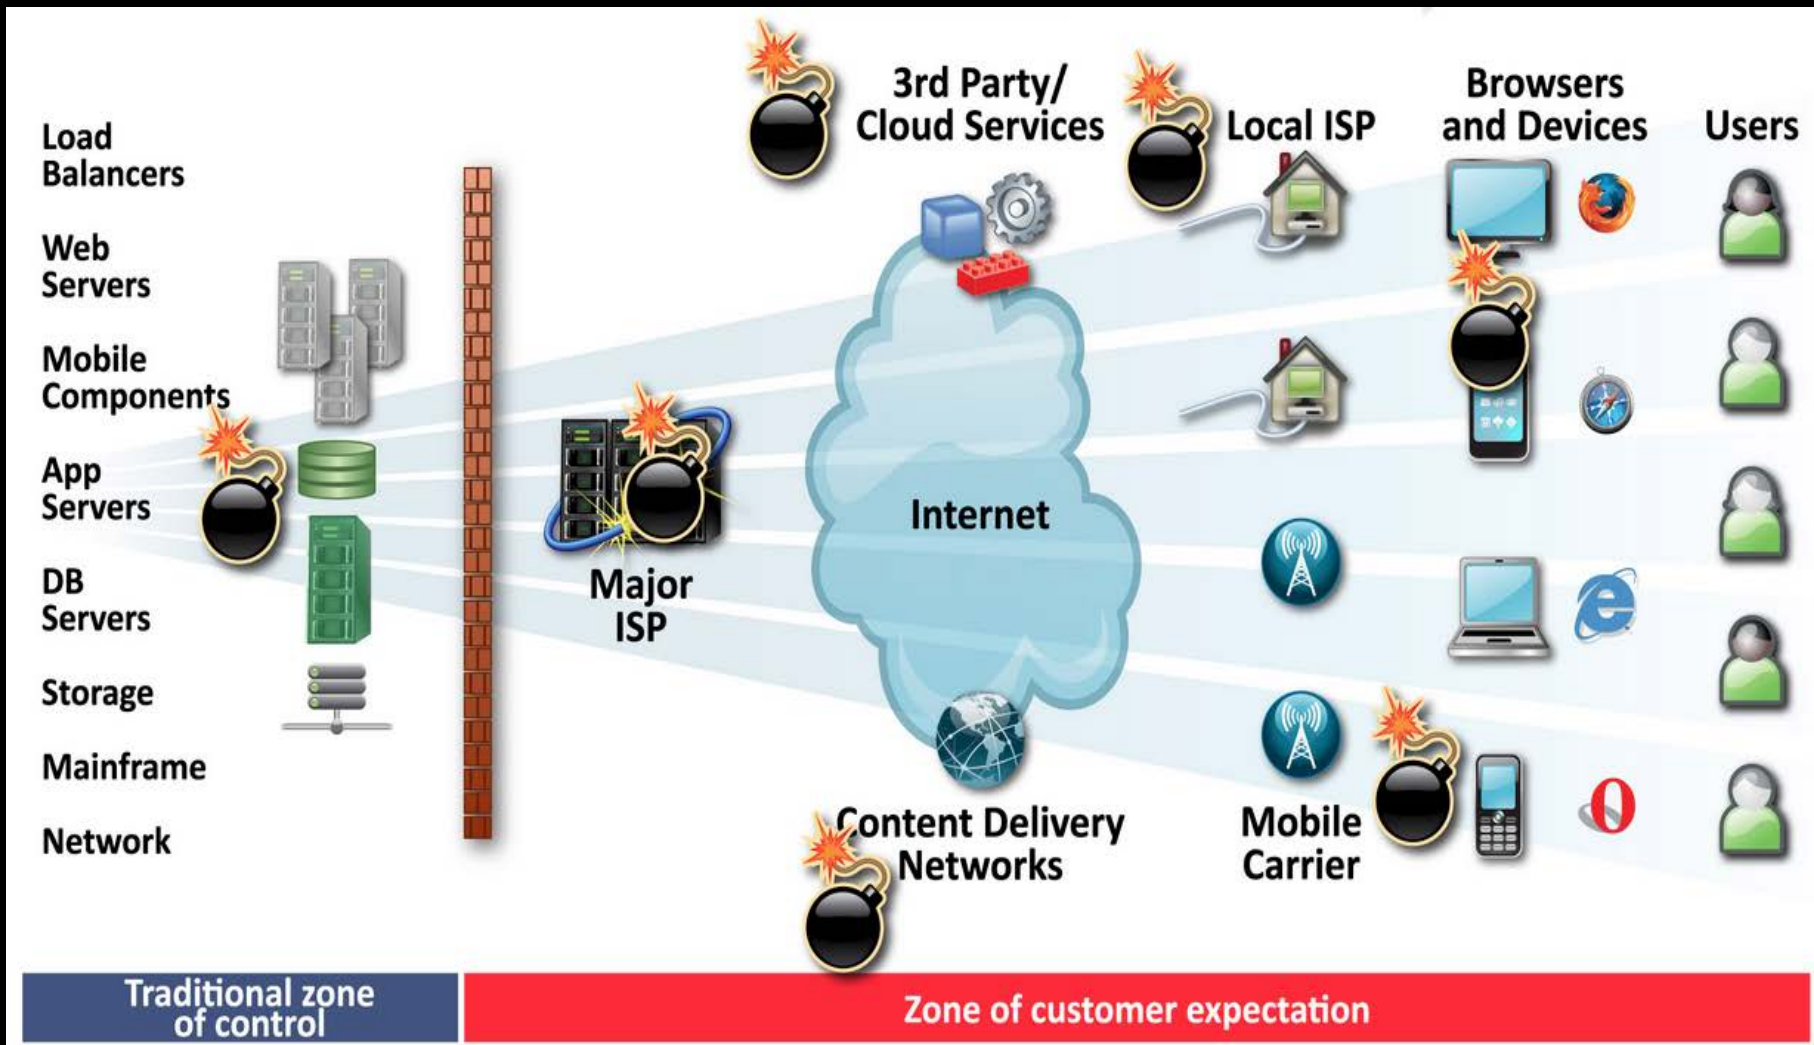 Load
Balancers
Web
Servers
Mobile
Components
App
Servers
DB
Servers
Storage
Mainframe
Network
Major
ISP
3rd Party/
Cloud Services
Internet
Content Delivery
Networks
Local ISP
Mobile
Carrier
Browsers
and Devices
Users
Traditional zone
of control
Zone of customer expectation